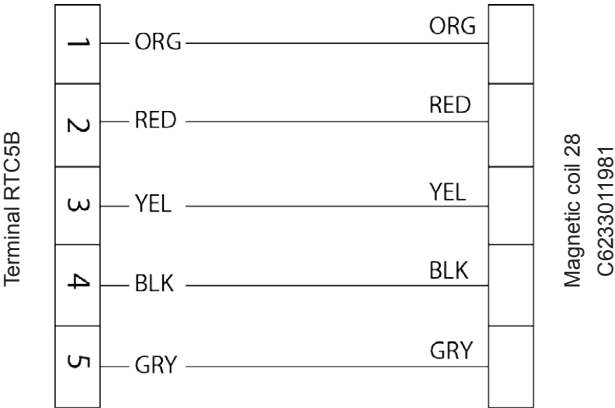 Terminal RTC5B
1 ORG ORG
2 RED RED
3 YEL YEL
4 BLK BLK
5 GRY GRY
Magnetic coil 28
C6233011981